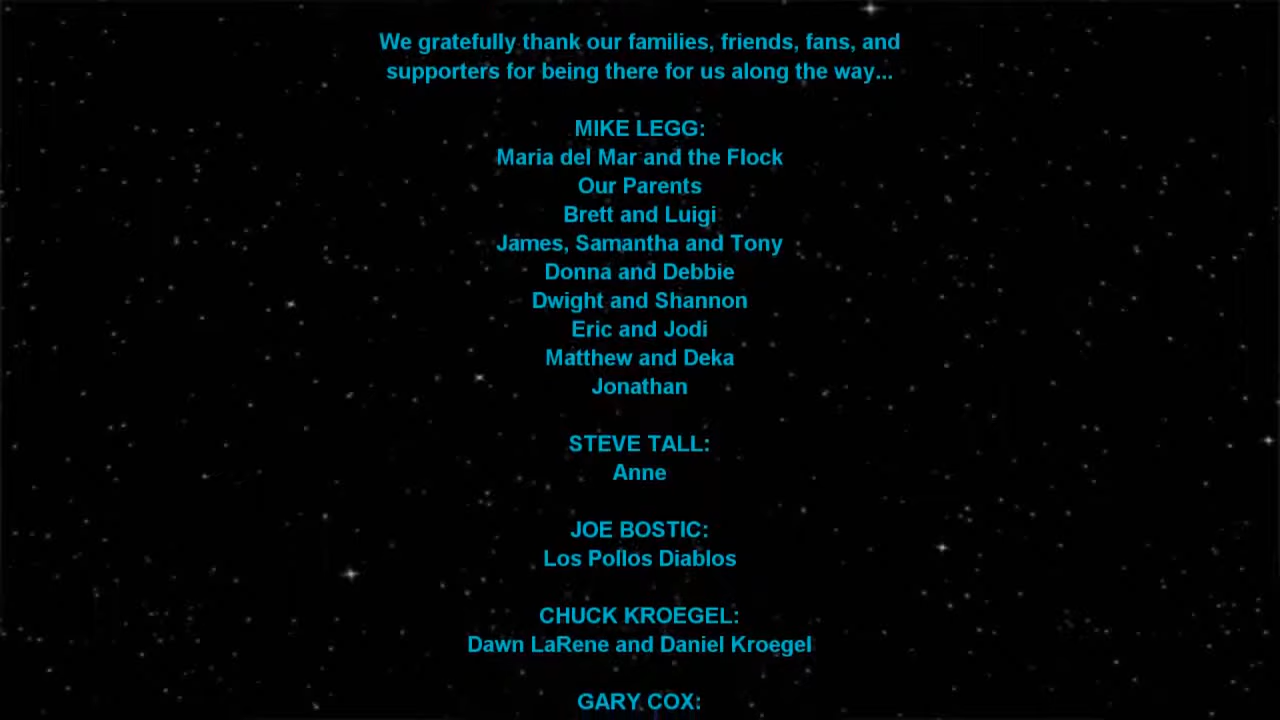 We gratefully thank our families, friends, fans, and
supporters for being there for us along the way...
MIKE LEGG:
Maria del Mar and the Flock
Our Parents
Brett and Luigi
James, Samantha and Tony
Donna and Debbie
Dwight and Shannon
Eric and Jodi
Matthew and Deka
Jonathan
STEVE TALL:
Anne
JOE BOSTIC:
Los Pollos Diablos
CHUCK KROEGEL:
Dawn LaRene and Daniel Kroegel
GARY COX: